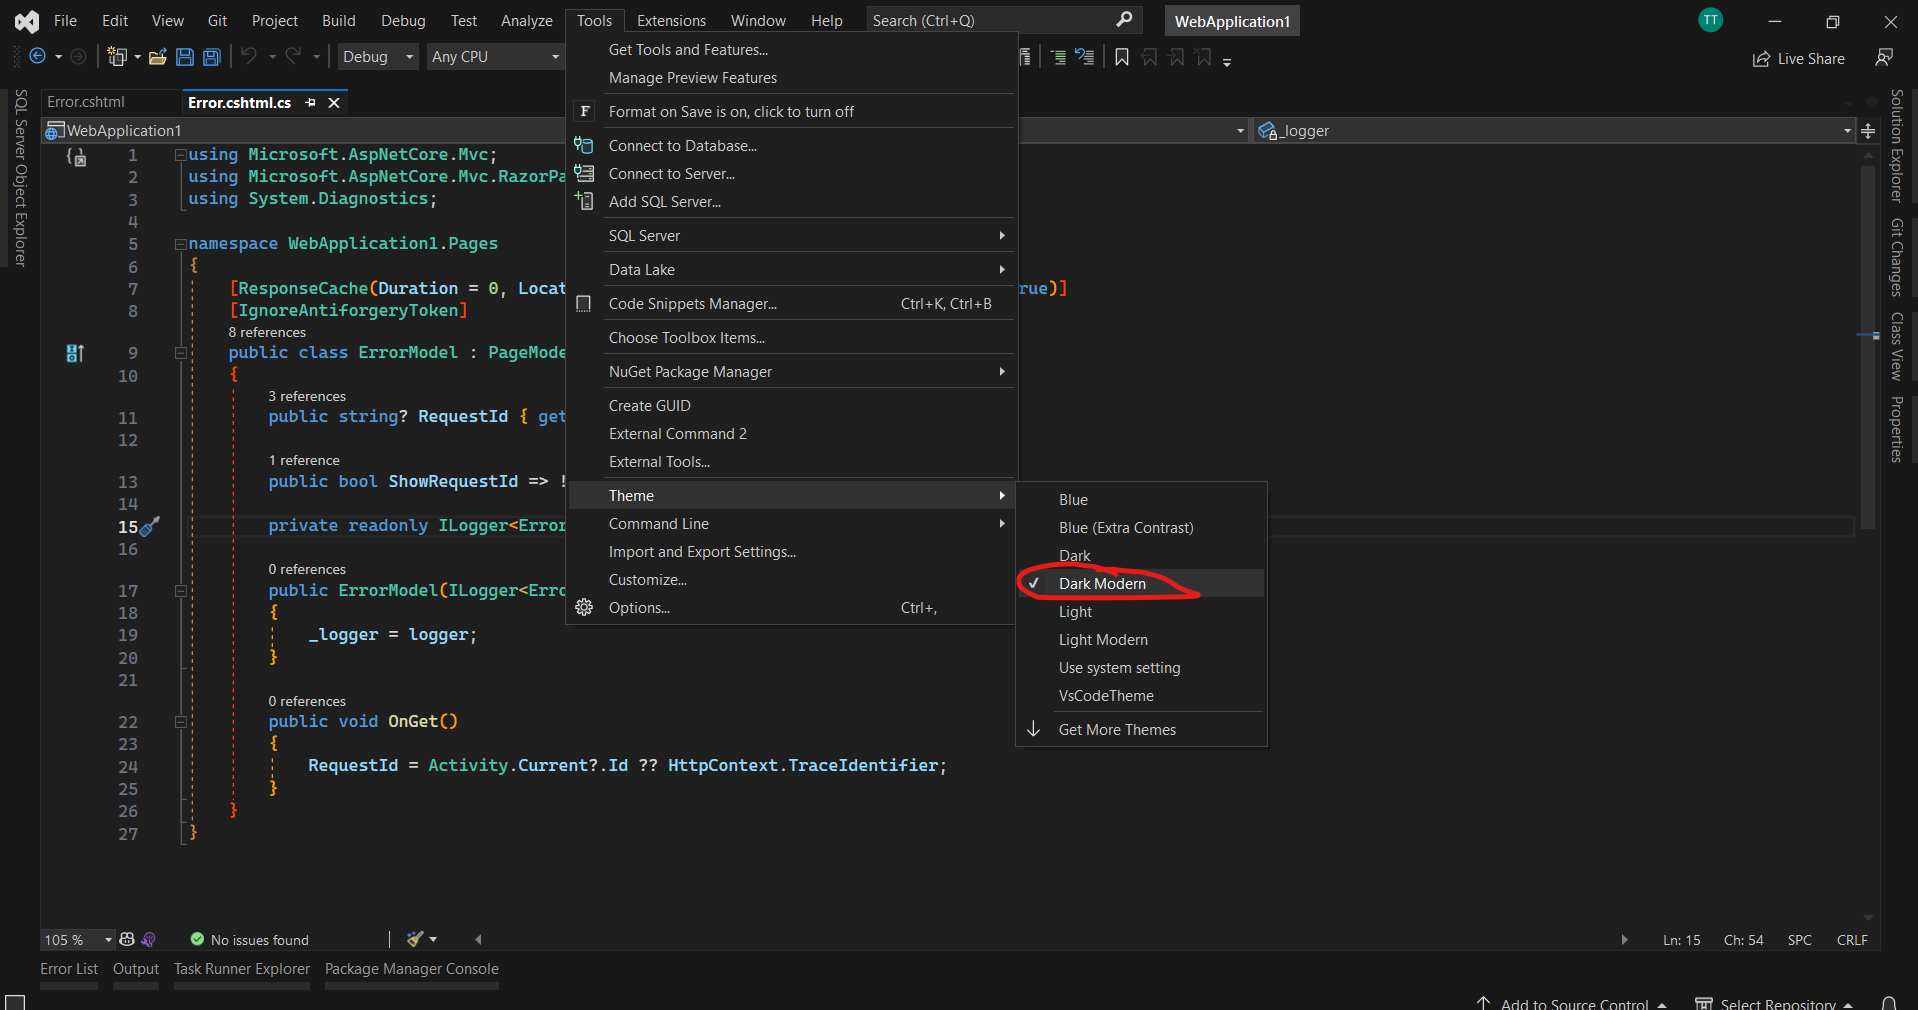 File Edit View Git Project Build Debug Test Analyze Tools Extensions Window Help Search (Ctrl+Q) WebApplication1 TT
Debug Any CPU Live Share
Error.cshtml Error.cshtml.cs
WebApplication1 _logger
SQL Server Object Explorer
1 using Microsoft.AspNetCore.Mvc;
2 using Microsoft.AspNetCore.Mvc.RazorPa
3 using System.Diagnostics;
4
5 namespace WebApplication1.Pages
6 {
7 [ResponseCache(Duration = 0, Locat rue)]
8 [IgnoreAntiforgeryToken]
8 references
9 public class ErrorModel : PageMode
10 {
3 references
11 public string? RequestId { get
12
1 reference
13 public bool ShowRequestId => !
14
15 private readonly ILogger<Error
16
0 references
17 public ErrorModel(ILogger<Erro
18 {
19 _logger = logger;
20 }
21
0 references
22 public void OnGet()
23 {
24 RequestId = Activity.Current?.Id ?? HttpContext.TraceIdentifier;
25 }
26 }
27 }
Get Tools and Features...
Manage Preview Features
F Format on Save is on, click to turn off
Connect to Database...
Connect to Server...
Add SQL Server...
SQL Server
Data Lake
Code Snippets Manager... Ctrl+K, Ctrl+B
Choose Toolbox Items...
NuGet Package Manager
Create GUID
External Command 2
External Tools...
Theme
Command Line
Import and Export Settings...
Customize...
Options... Ctrl+,
Blue
Blue (Extra Contrast)
Dark
Dark Modern
Light
Light Modern
Use system setting
VsCodeTheme
Get More Themes
Solution Explorer
Git Changes
Class View
Properties
105 % No issues found Ln: 15 Ch: 54 SPC CRLF
Error List Output Task Runner Explorer Package Manager Console
Add to Source Control Select Repository